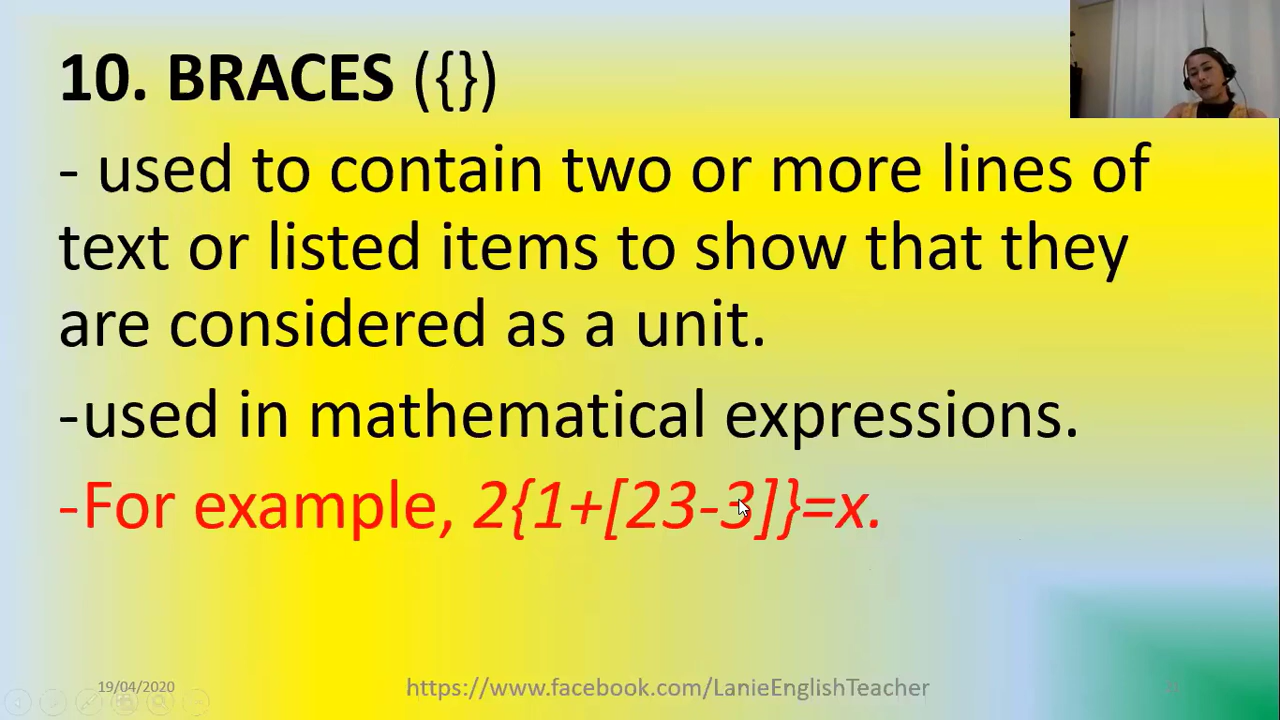 10. BRACES ({})
- used to contain two or more lines of
text or listed items to show that they
are considered as a unit.
-used in mathematical expressions.
-For example, 2{1+[23-3]}=x.
19/04/2020
https://www.facebook.com/LanieEnglishTeacher